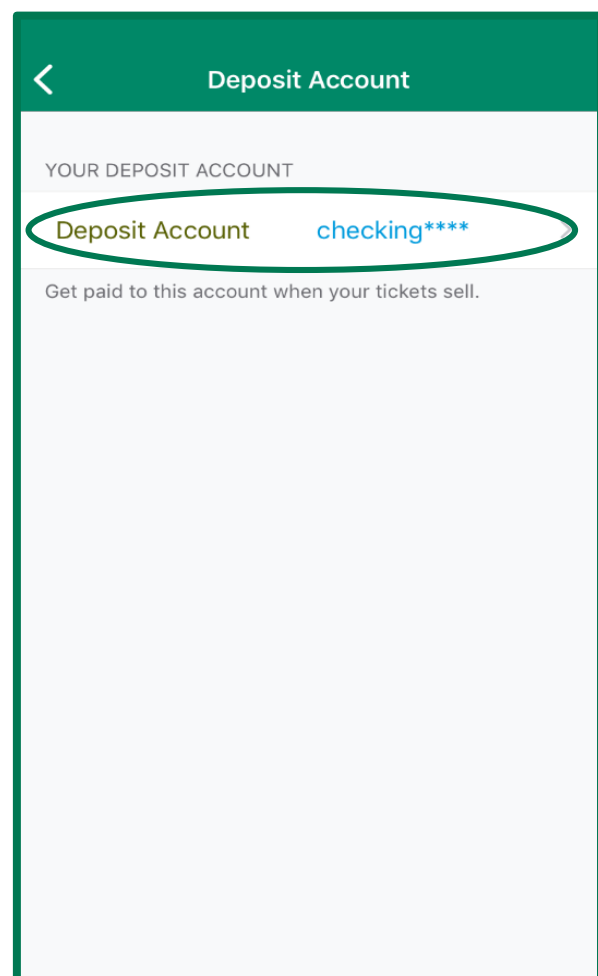 Deposit Account
YOUR DEPOSIT ACCOUNT
Deposit Account checking****
Get paid to this account when your tickets sell.